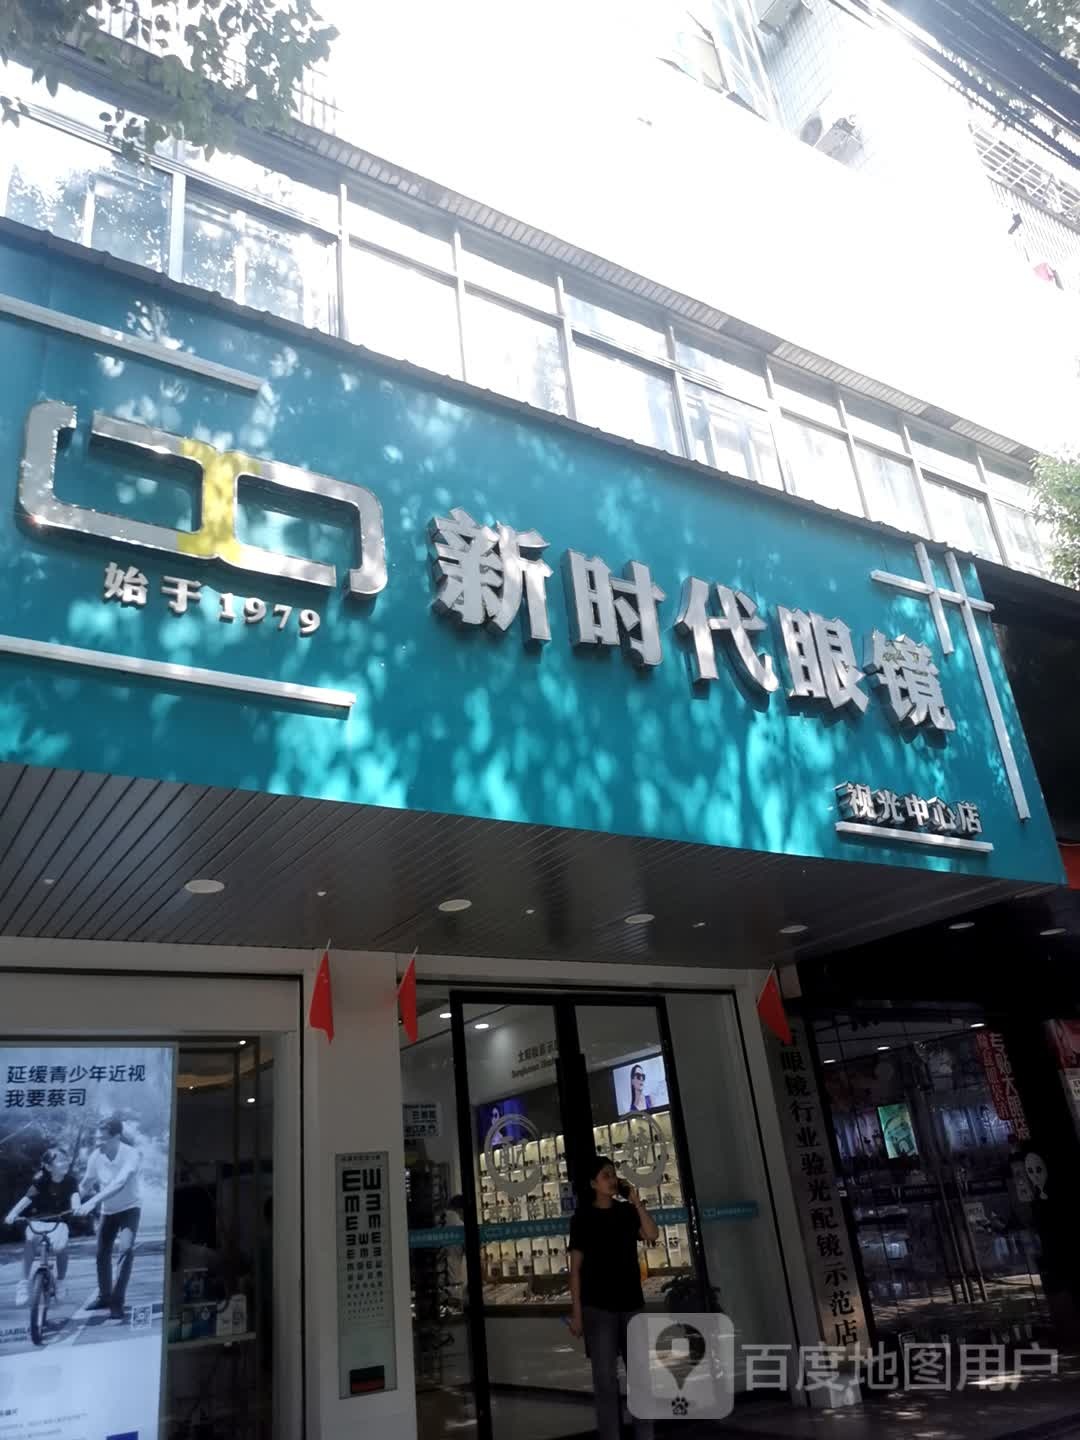 始于1979
新时代眼镜
视光中心店
延缓青少年近视
我要蔡司
眼镜行业验光配镜示范店
百度地图用户